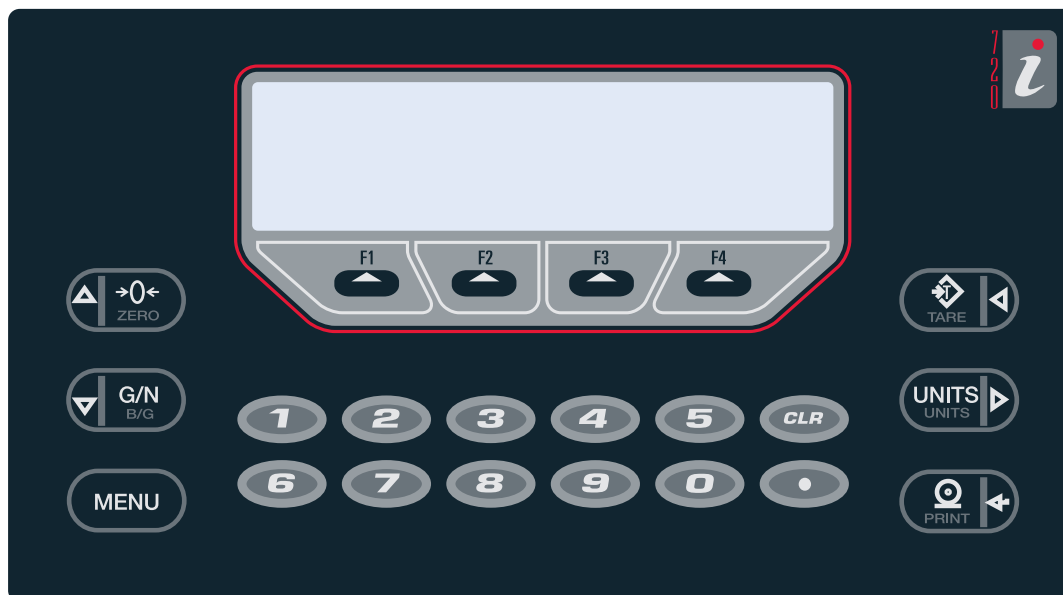 720
i
F1 F2 F3 F4
→0←
ZERO
T
TARE
G/N
B/G
UNITS
UNITS
1 2 3 4 5 CLR
6 7 8 9 0 .
MENU
PRINT